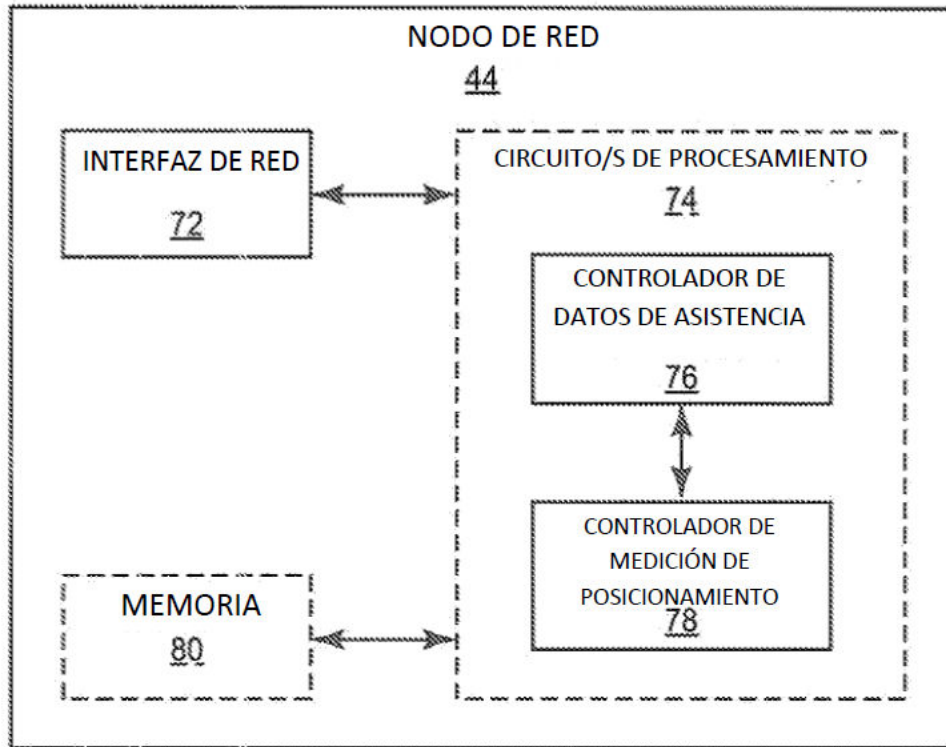 NODO DE RED
44
INTERFAZ DE RED
72
CIRCUITO/S DE PROCESAMIENTO
74
CONTROLADOR DE
DATOS DE ASISTENCIA
76
CONTROLADOR DE
MEDICIÓN DE
POSICIONAMIENTO
78
MEMORIA
80